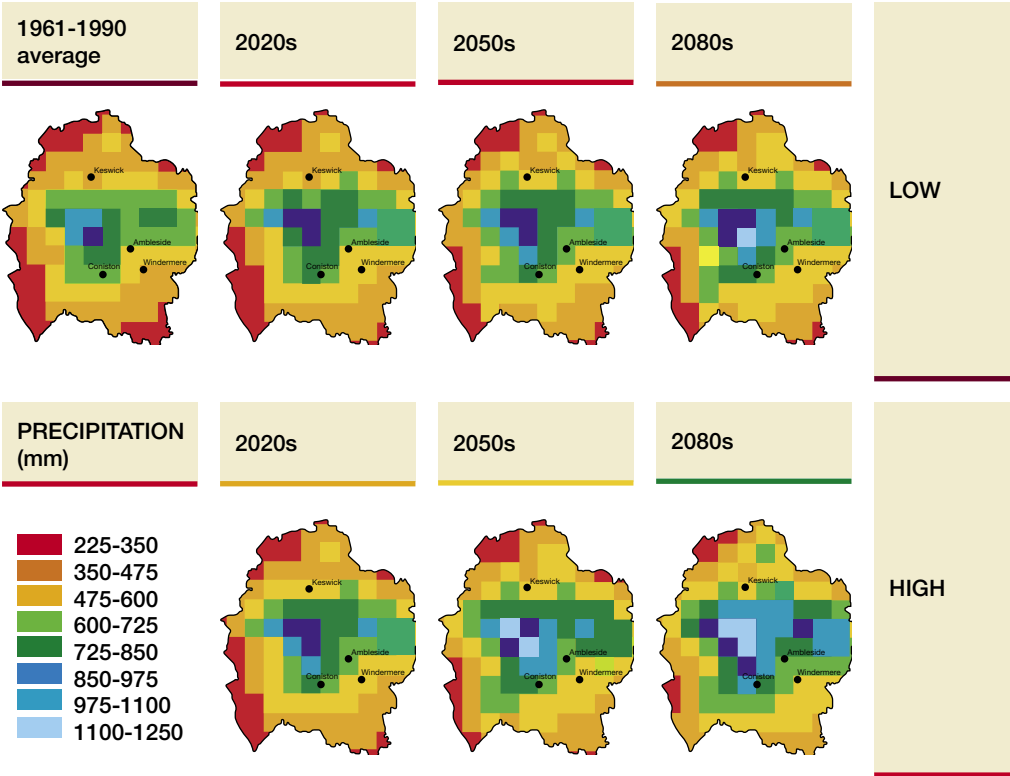 1961-1990
average
2020s
2050s
2080s
LOW
Keswick
Ambleside
Coniston
Windermere
Keswick
Ambleside
Coniston
Windermere
Keswick
Ambleside
Coniston
Windermere
Keswick
Ambleside
Coniston
Windermere
PRECIPITATION
(mm)
2020s
2050s
2080s
HIGH
225-350
350-475
475-600
600-725
725-850
850-975
975-1100
1100-1250
Keswick
Ambleside
Coniston
Windermere
Keswick
Ambleside
Coniston
Windermere
Keswick
Ambleside
Coniston
Windermere